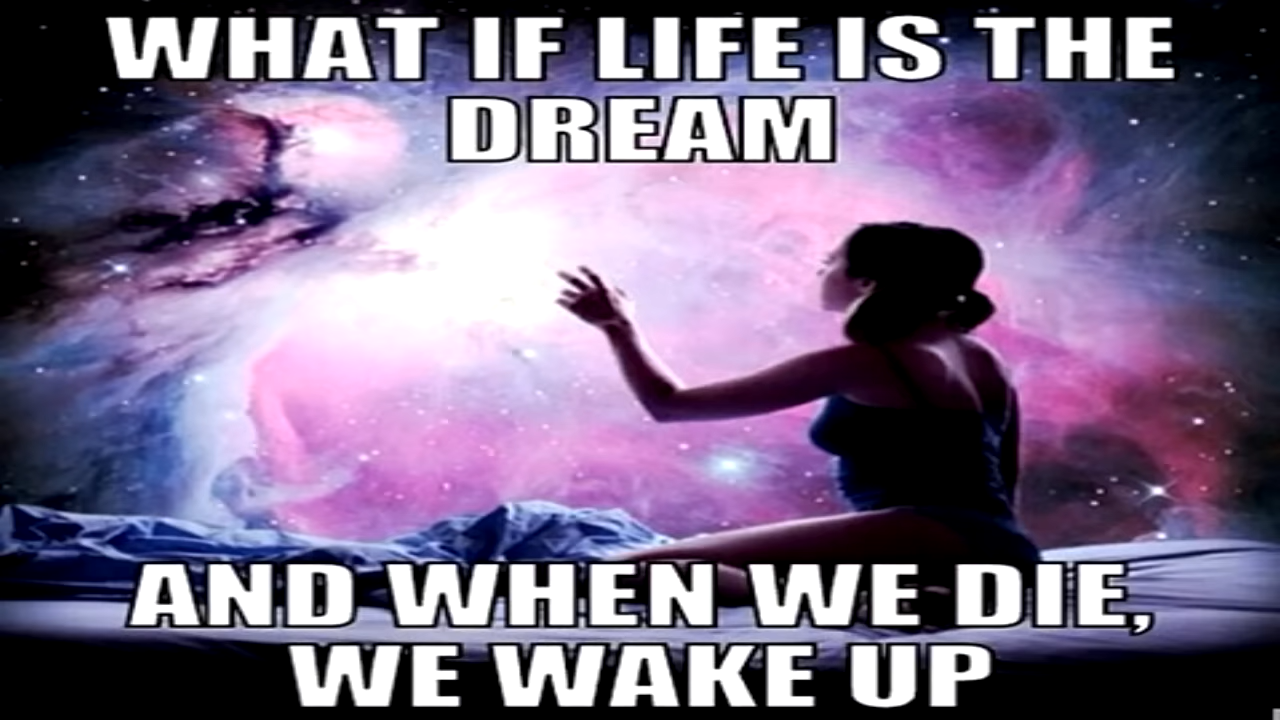 WHAT IF LIFE IS THE
DREAM
AND WHEN WE DIE,
WE WAKE UP